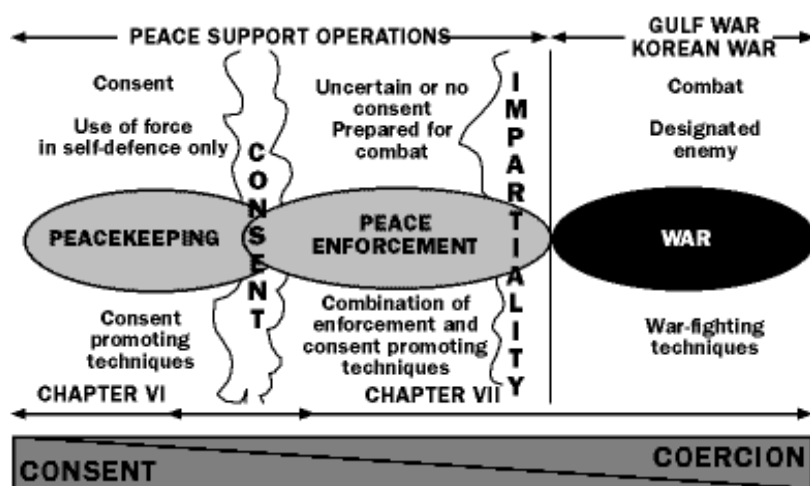 PEACE SUPPORT OPERATIONS
GULF WAR
KOREAN WAR
Consent
Use of force
in self-defence only
CONSENT
Uncertain or no
consent
Prepared for
combat
IMPARTIALITY
Combat
Designated
enemy
PEACEKEEPING
PEACE
ENFORCEMENT
WAR
Consent
promoting
techniques
Combination of
enforcement and
consent promoting
techniques
War-fighting
techniques
CHAPTER VI
CHAPTER VII
CONSENT
COERCION